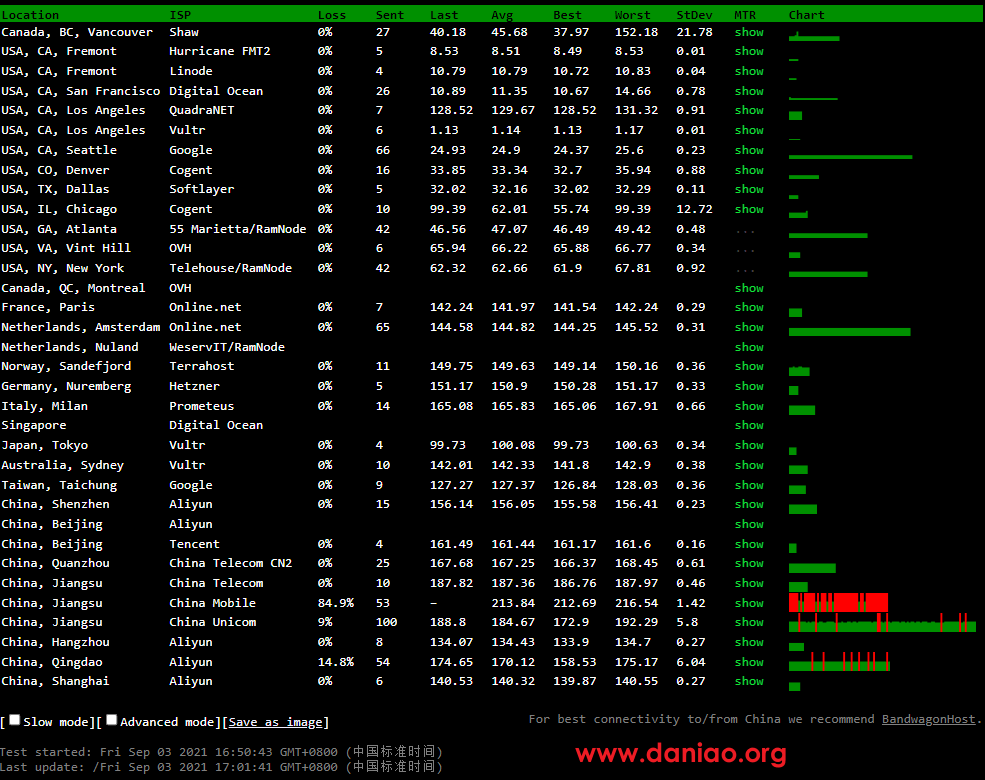 Location ISP Loss Sent Last Avg Best Worst StDev MTR Chart
Canada, BC, Vancouver Shaw 0% 27 40.18 45.68 37.97 152.18 21.78 show
USA, CA, Fremont Hurricane FMT2 0% 5 8.53 8.51 8.49 8.53 0.01 show
USA, CA, Fremont Linode 0% 4 10.79 10.79 10.72 10.83 0.04 show
USA, CA, San Francisco Digital Ocean 0% 26 10.89 11.35 10.67 14.66 0.78 show
USA, CA, Los Angeles QuadraNET 0% 7 128.52 129.67 128.52 131.32 0.91 show
USA, CA, Los Angeles Vultr 0% 6 1.13 1.14 1.13 1.17 0.01 show
USA, CA, Seattle Google 0% 66 24.93 24.9 24.37 25.6 0.23 show
USA, CO, Denver Cogent 0% 16 33.85 33.34 32.7 35.94 0.88 show
USA, TX, Dallas Softlayer 0% 5 32.02 32.16 32.02 32.29 0.11 show
USA, IL, Chicago Cogent 0% 10 99.39 62.01 55.74 99.39 12.72 show
USA, GA, Atlanta 55 Marietta/RamNode 0% 42 46.56 47.07 46.49 49.42 0.48 ...
USA, VA, Vint Hill OVH 0% 6 65.94 66.22 65.88 66.77 0.34 ...
USA, NY, New York Telehouse/RamNode 0% 42 62.32 62.66 61.9 67.81 0.92 ...
Canada, QC, Montreal OVH show
France, Paris Online.net 0% 7 142.24 141.97 141.54 142.24 0.29 show
Netherlands, Amsterdam Online.net 0% 65 144.58 144.82 144.25 145.52 0.31 show
Netherlands, Nuland WeservIT/RamNode show
Norway, Sandefjord Terrahost 0% 11 149.75 149.63 149.14 150.16 0.36 show
Germany, Nuremberg Hetzner 0% 5 151.17 150.9 150.28 151.17 0.33 show
Italy, Milan Prometeus 0% 14 165.08 165.83 165.06 167.91 0.66 show
Singapore Digital Ocean show
Japan, Tokyo Vultr 0% 4 99.73 100.08 99.73 100.63 0.34 show
Australia, Sydney Vultr 0% 10 142.01 142.33 141.8 142.9 0.38 show
Taiwan, Taichung Google 0% 9 127.27 127.37 126.84 128.03 0.36 show
China, Shenzhen Aliyun 0% 15 156.14 156.05 155.58 156.41 0.23 show
China, Beijing Aliyun show
China, Beijing Tencent 0% 4 161.49 161.44 161.17 161.6 0.16 show
China, Quanzhou China Telecom CN2 0% 25 167.68 167.25 166.37 168.45 0.61 show
China, Jiangsu China Telecom 0% 10 187.82 187.36 186.76 187.97 0.46 show
China, Jiangsu China Mobile 84.9% 53 – 213.84 212.69 216.54 1.42 show
China, Jiangsu China Unicom 9% 100 188.8 184.67 172.9 192.29 5.8 show
China, Hangzhou Aliyun 0% 8 134.07 134.43 133.9 134.7 0.27 show
China, Qingdao Aliyun 14.8% 54 174.65 170.12 158.53 175.17 6.04 show
China, Shanghai Aliyun 0% 6 140.53 140.32 139.87 140.55 0.27 show
[ Slow mode][ Advanced mode][Save as image]
For best connectivity to/from China we recommend BandwagonHost.
Test started: Fri Sep 03 2021 16:50:43 GMT+0800 (中国标准时间)
Last update: /Fri Sep 03 2021 17:01:41 GMT+0800 (中国标准时间)
www.daniao.org